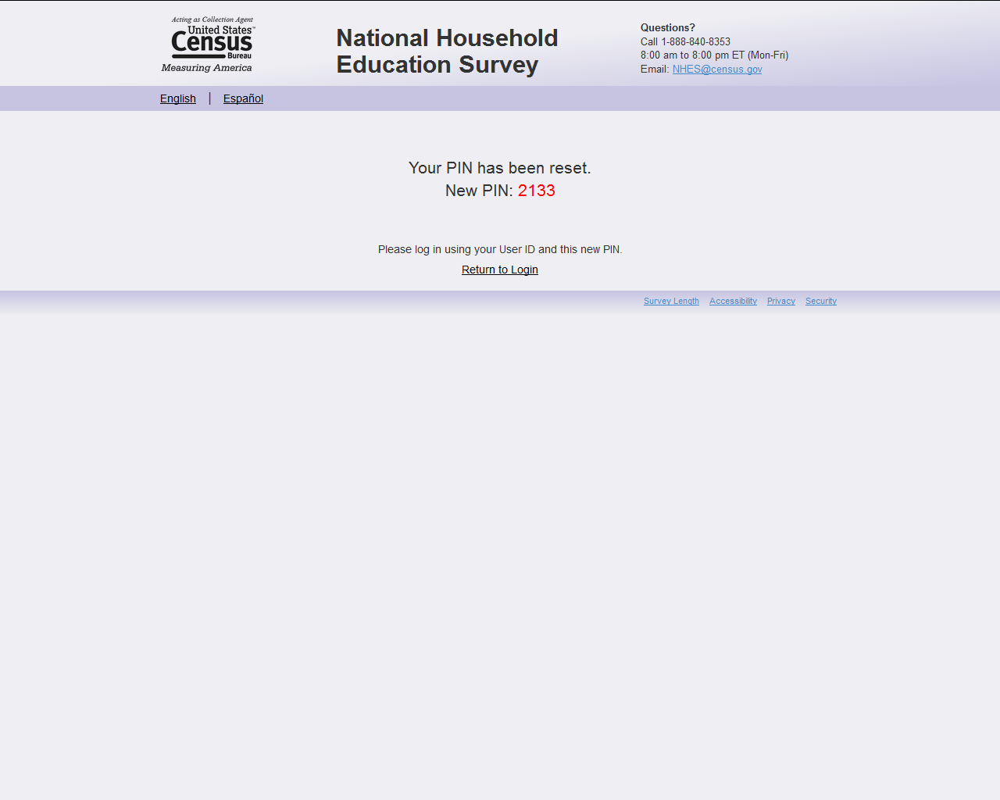 Acting as Collection Agent
United States™
Census
Bureau
Measuring America
National Household
Education Survey
Questions?
Call 1-888-840-8353
8:00 am to 8:00 pm ET (Mon-Fri)
Email: NHES@census.gov
English | Español
Your PIN has been reset.
New PIN: 2133
Please log in using your User ID and this new PIN.
Return to Login
Survey Length Accessibility Privacy Security